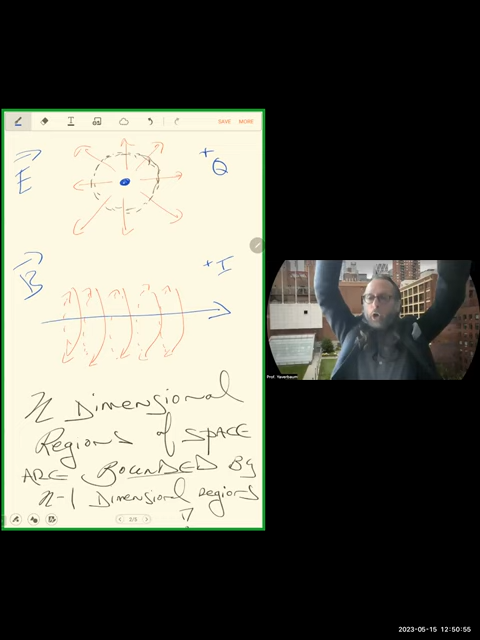 SAVE MORE
E
+Q
B
+I
n Dimensional
Regions of SPACE
ARE BOUNDED By
n-1 Dimensional regions
2/5
Prof. Yaverbaum
2023-05-15 12:50:55